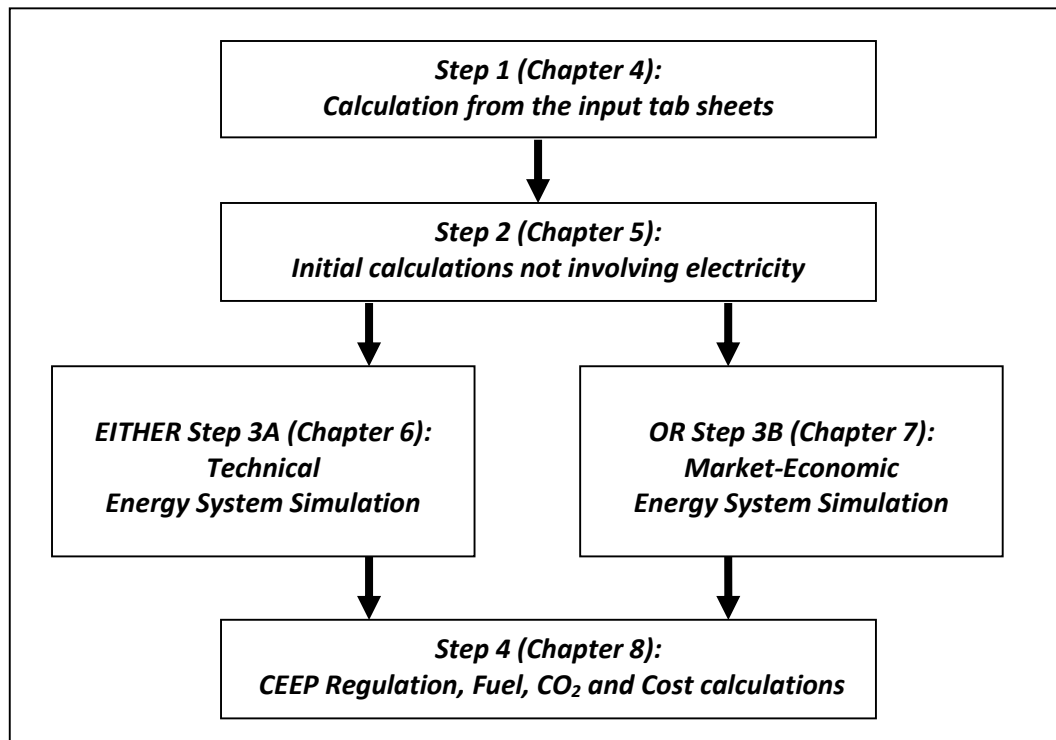 Step 1 (Chapter 4):
Calculation from the input tab sheets
Step 2 (Chapter 5):
Initial calculations not involving electricity
EITHER Step 3A (Chapter 6):
Technical
Energy System Simulation
OR Step 3B (Chapter 7):
Market-Economic
Energy System Simulation
Step 4 (Chapter 8):
CEEP Regulation, Fuel, CO₂ and Cost calculations